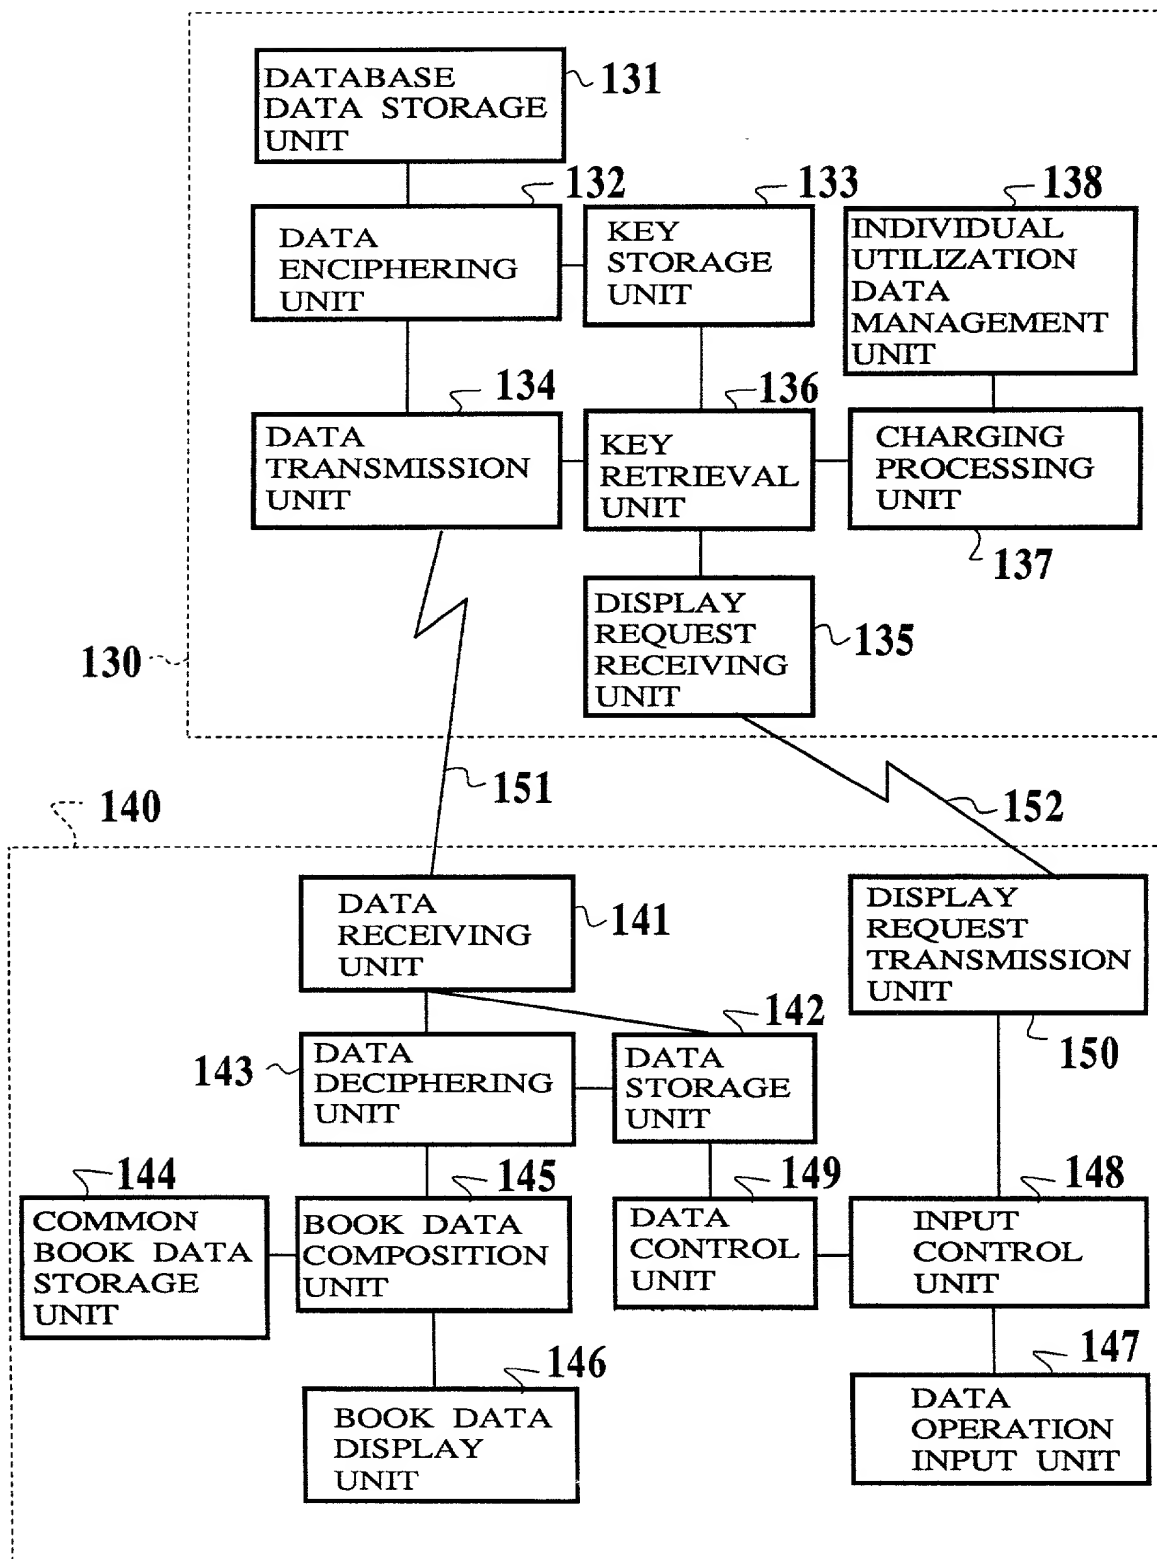 131
DATABASE
DATA STORAGE
UNIT
132
133
138
DATA
ENCIPHERING
UNIT
KEY
STORAGE
UNIT
INDIVIDUAL
UTILIZATION
DATA
MANAGEMENT
UNIT
134
136
DATA
TRANSMISSION
UNIT
KEY
RETRIEVAL
UNIT
CHARGING
PROCESSING
UNIT
137
DISPLAY
REQUEST
RECEIVING
UNIT
135
130
151
152
140
DATA
RECEIVING
UNIT
141
DISPLAY
REQUEST
TRANSMISSION
UNIT
150
142
143
DATA
DECIPHERING
UNIT
DATA
STORAGE
UNIT
144
145
149
148
COMMON
BOOK DATA
STORAGE
UNIT
BOOK DATA
COMPOSITION
UNIT
DATA
CONTROL
UNIT
INPUT
CONTROL
UNIT
146
147
BOOK DATA
DISPLAY
UNIT
DATA
OPERATION
INPUT UNIT